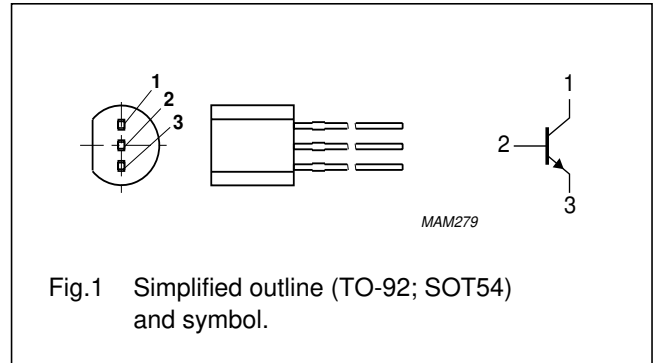 1
2
3
1
2
3
MAM279
Fig.1 Simplified outline (TO-92; SOT54)
and symbol.